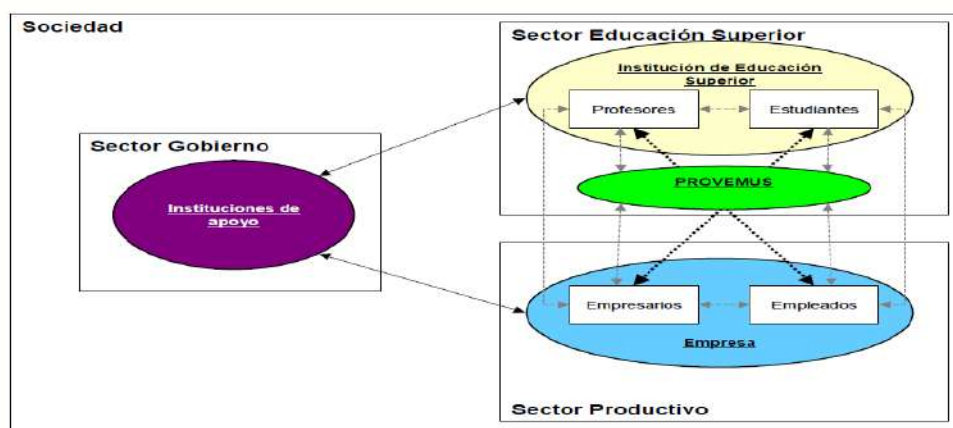 Sociedad
Sector Educación Superior
Institución de Educación
Superior
Profesores
Estudiantes
Sector Gobierno
Instituciones de
apoyo
PROVEMUS
Empresarios
Empleados
Empresa
Sector Productivo